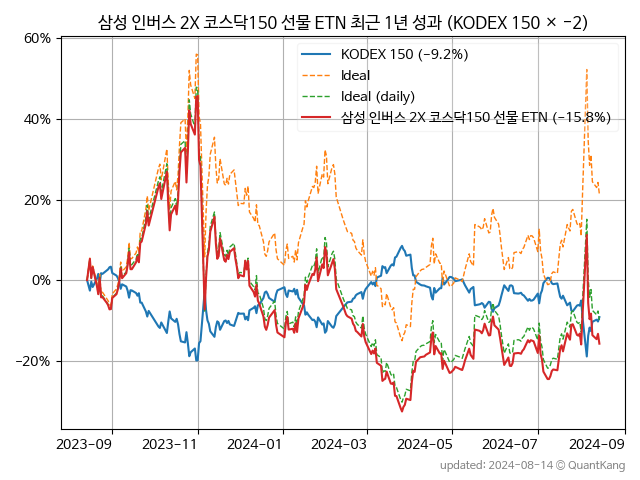 삼성 인버스 2X 코스닥150 선물 ETN 최근 1년 성과 (KODEX 150 × −2)
KODEX 150 (−9.2%)
Ideal
Ideal (daily)
삼성 인버스 2X 코스닥150 선물 ETN (−15.8%)
60%
40%
20%
0%
−20%
2023-09
2023-11
2024-01
2024-03
2024-05
2024-07
2024-09
updated: 2024-08-14 © QuantKang